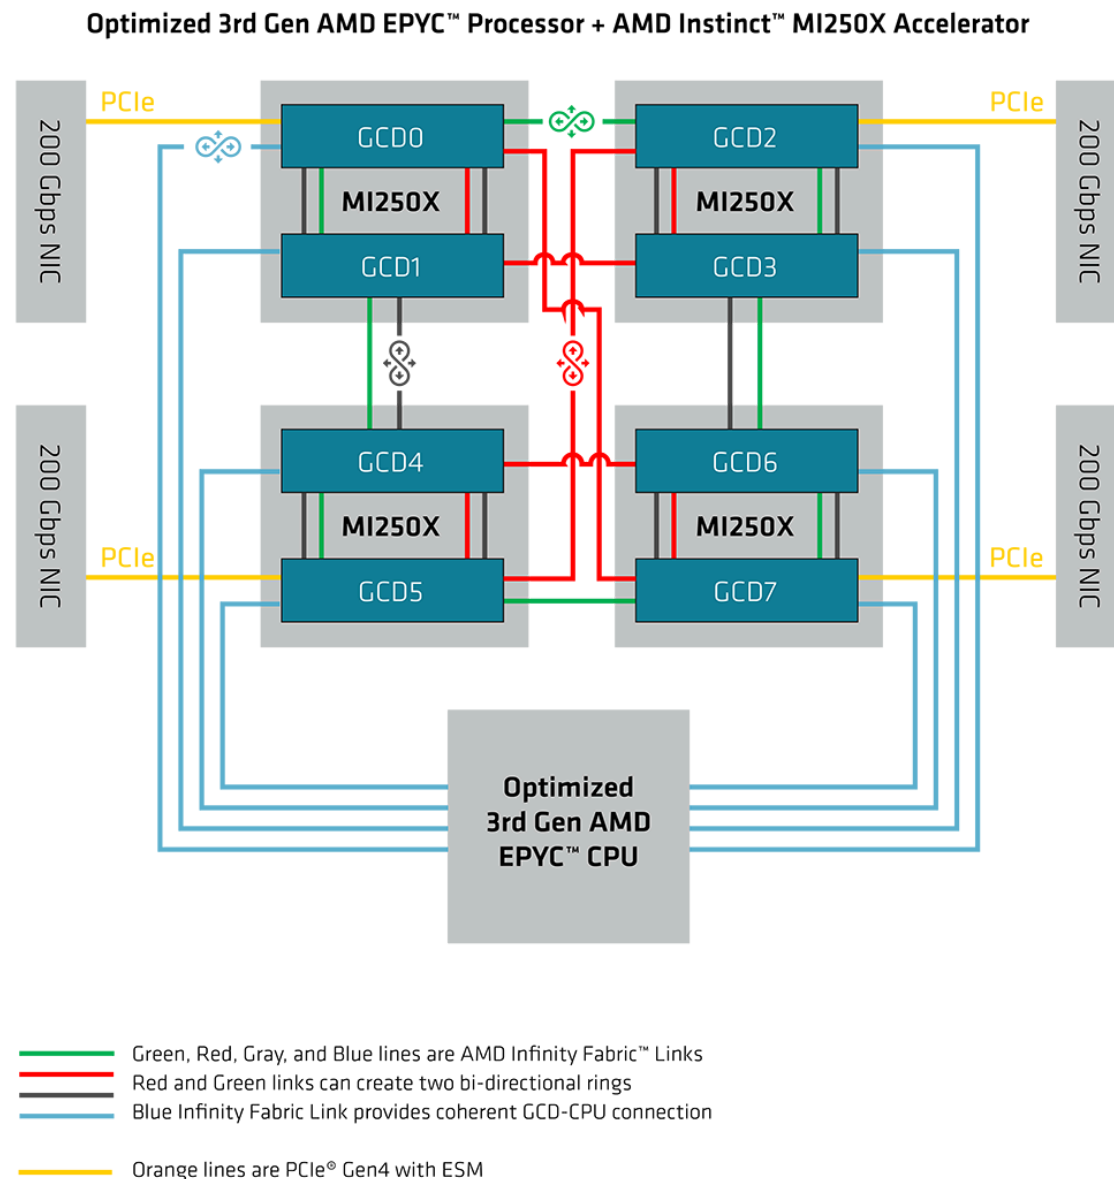 Optimized 3rd Gen AMD EPYC™ Processor + AMD Instinct™ MI250X Accelerator
PCIe
PCIe
200 Gbps NIC
200 Gbps NIC
GCD0
GCD2
MI250X
MI250X
GCD1
GCD3
200 Gbps NIC
200 Gbps NIC
GCD4
GCD6
MI250X
MI250X
PCIe
PCIe
GCD5
GCD7
Optimized
3rd Gen AMD
EPYC™ CPU
Green, Red, Gray, and Blue lines are AMD Infinity Fabric™ Links
Red and Green links can create two bi-directional rings
Blue Infinity Fabric Link provides coherent GCD-CPU connection
Orange lines are PCIe® Gen4 with ESM